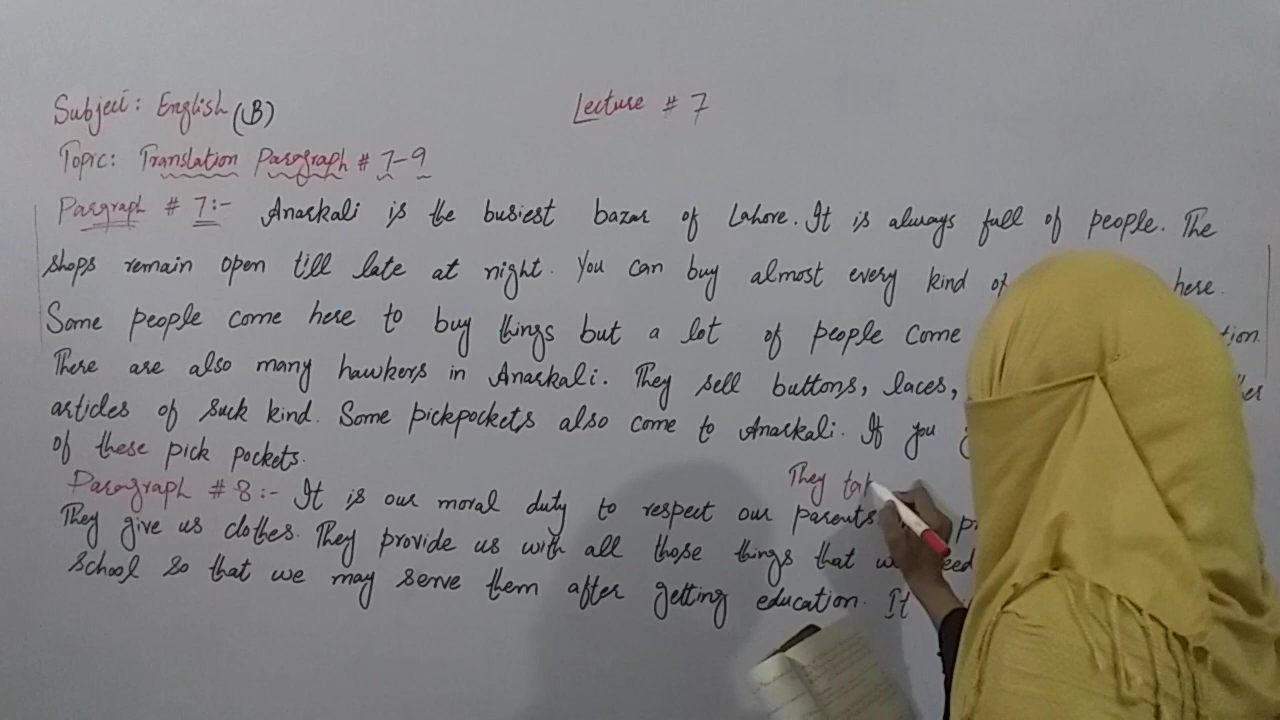 Subject: English (B)
Lecture # 7
Topic: Translation Paragraph # 7-9
Pargraph # 7:- Anarkali is the busiest bazar of Lahore. It is always full of people. The
shops remain open till late at night. You can buy almost every kind of here.
Some people come here to buy things but a lot of people come tion.
There are also many hawkers in Anarkali. They sell buttons, laces,
articles of such kind. Some pickpockets also come to Anarkali. If you
of these pick pockets.
They ta
Paragraph # 8:- It is our moral duty to respect our parents.
They give us clothes. They provide us with all those things that we need
School so that we may serve them after getting education. It